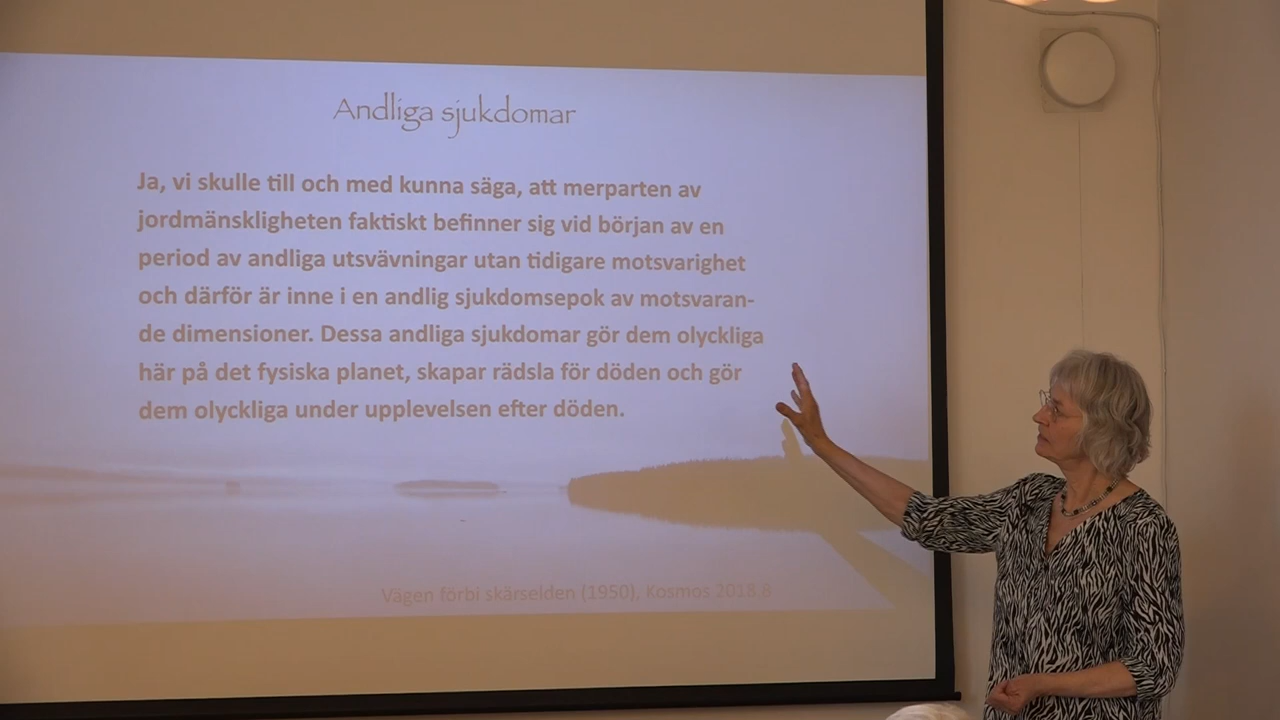 Andliga sjukdomar
Ja, vi skulle till och med kunna säga, att merparten av
jordmänskligheten faktiskt befinner sig vid början av en
period av andliga utsvävningar utan tidigare motsvarighet
och därför är inne i en andlig sjukdomsepok av motsvaran-
de dimensioner. Dessa andliga sjukdomar gör dem olyckliga
här på det fysiska planet, skapar rädsla för döden och gör
dem olyckliga under upplevelsen efter döden.
Vägen förbi skärselden (1950), Kosmos 2018.8